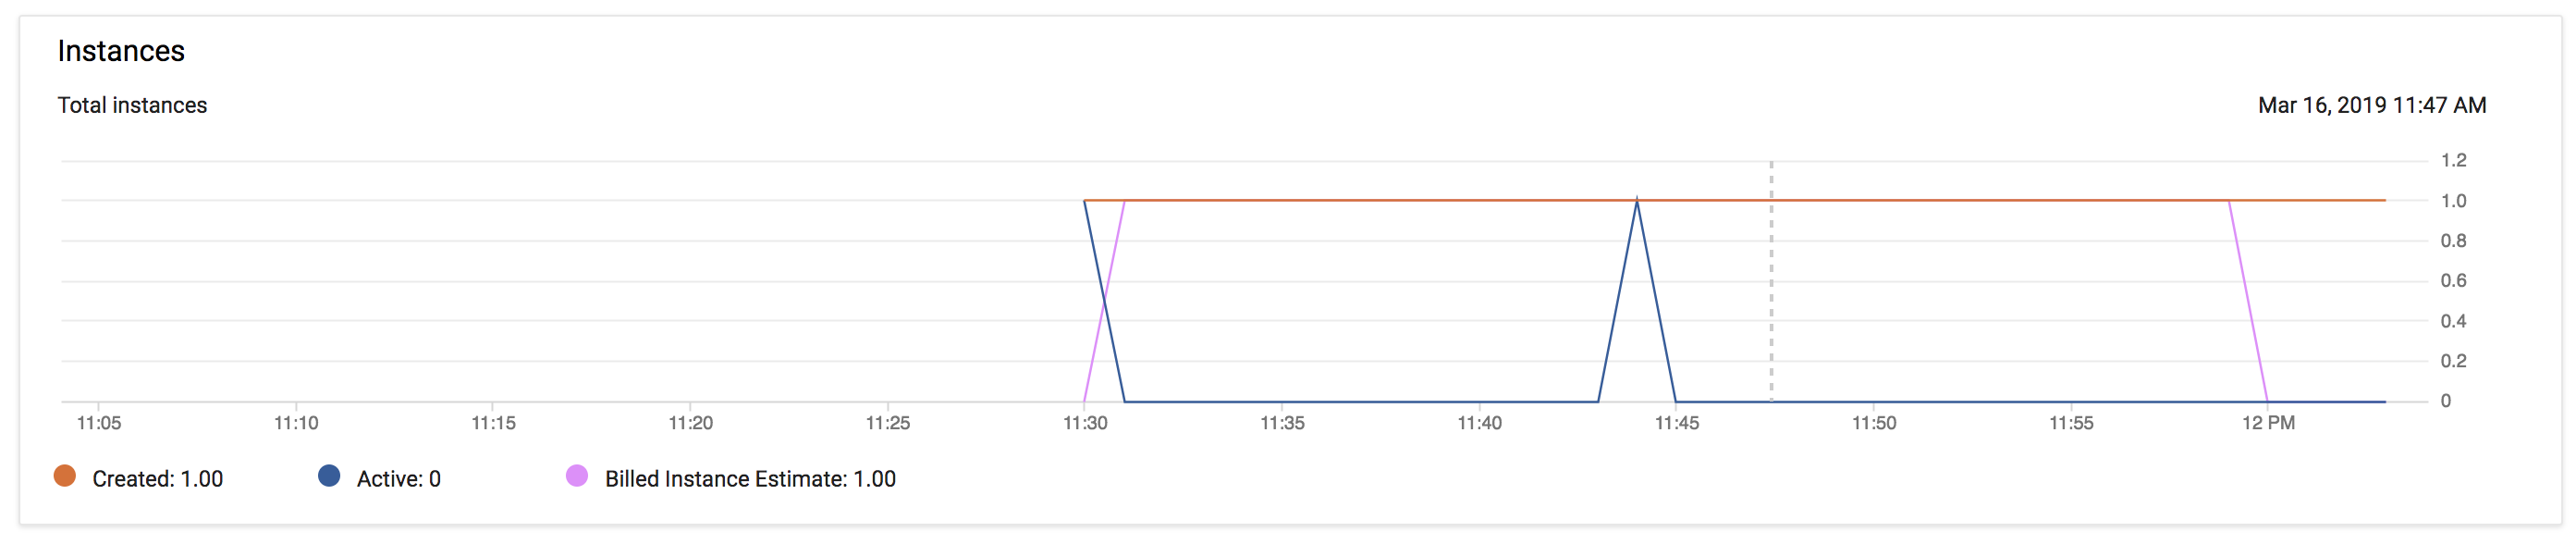 Instances
Total instances
Mar 16, 2019 11:47 AM
1.2
1.0
0.8
0.6
0.4
0.2
0
11:05 11:10 11:15 11:20 11:25 11:30 11:35 11:40 11:45 11:50 11:55 12 PM
Created: 1.00 Active: 0 Billed Instance Estimate: 1.00